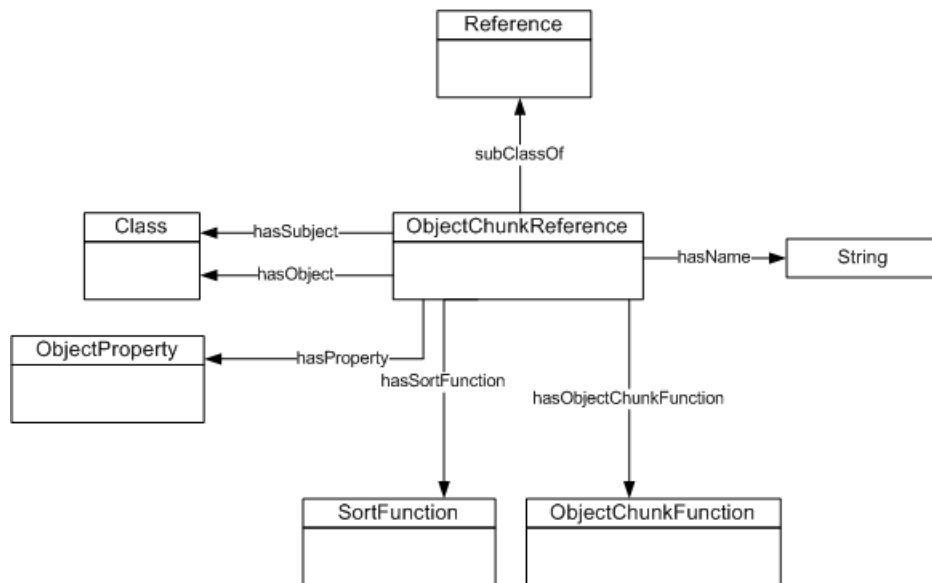 Reference
subClassOf
Class
hasSubject
ObjectChunkReference
hasName
String
hasObject
ObjectProperty
hasProperty
hasSortFunction
hasObjectChunkFunction
SortFunction
ObjectChunkFunction